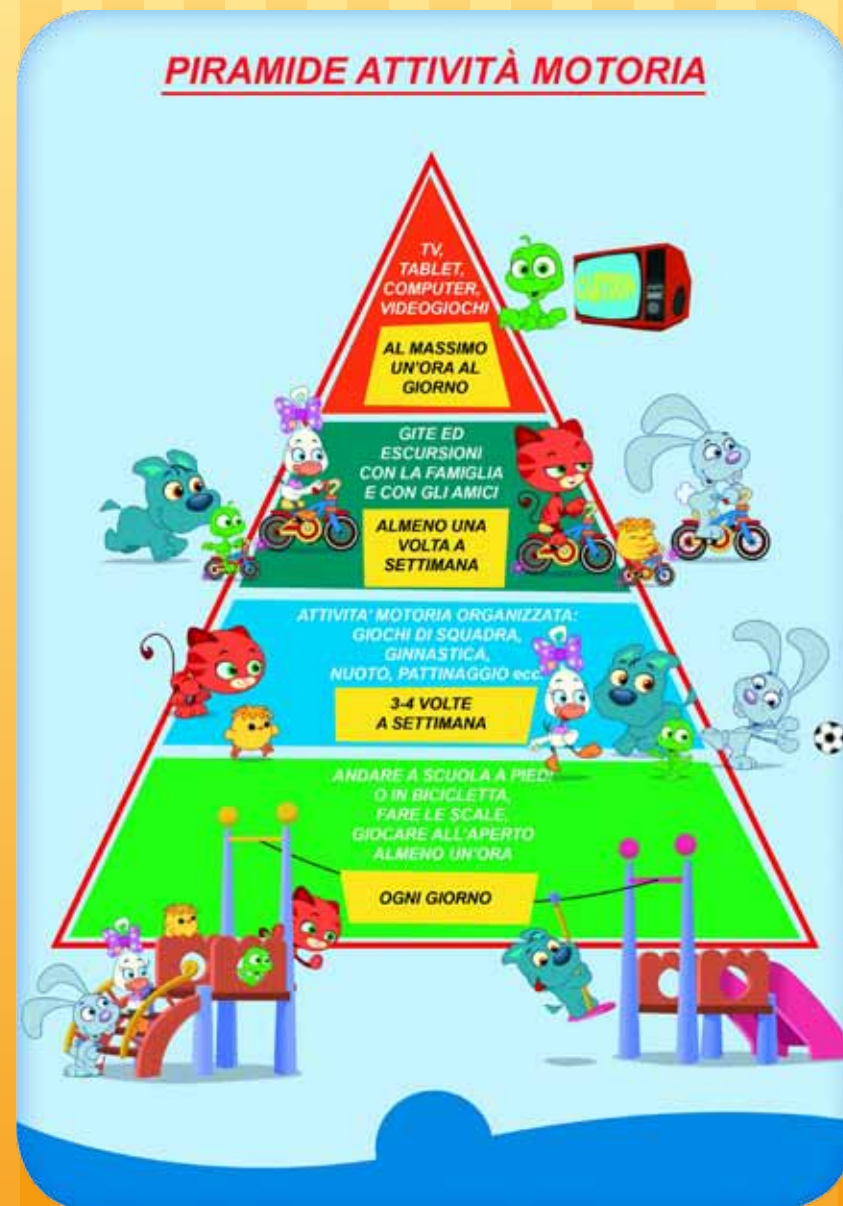 PIRAMIDE ATTIVITÀ MOTORIA
TV,
TABLET,
COMPUTER,
VIDEOGIOCHI
AL MASSIMO
UN'ORA AL
GIORNO
GITE ED
ESCURSIONI
CON LA FAMIGLIA
E CON GLI AMICI
ALMENO UNA
VOLTA A
SETTIMANA
ATTIVITA' MOTORIA ORGANIZZATA:
GIOCHI DI SQUADRA,
GINNASTICA,
NUOTO, PATTINAGGIO ecc.
3-4 VOLTE
A SETTIMANA
ANDARE A SCUOLA A PIEDI
O IN BICICLETTA,
FARE LE SCALE,
GIOCARE ALL'APERTO
ALMENO UN'ORA
OGNI GIORNO